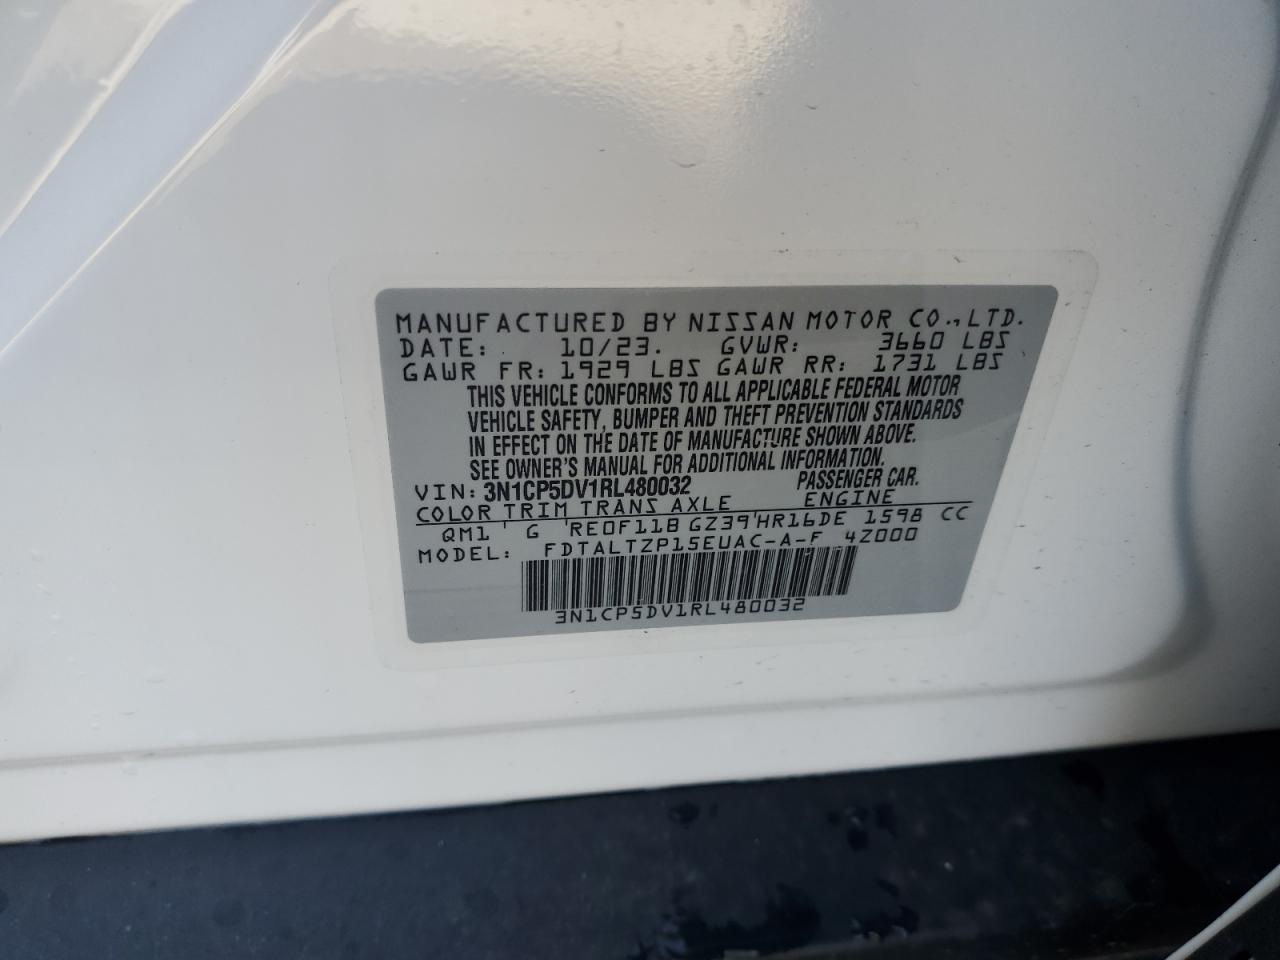 MANUFACTURED BY NISSAN MOTOR CO., LTD.
DATE: 10/23. GVWR: 3660 LBS
GAWR FR: 1929 LBS GAWR RR: 1731 LBS
THIS VEHICLE CONFORMS TO ALL APPLICABLE FEDERAL MOTOR
VEHICLE SAFETY, BUMPER AND THEFT PREVENTION STANDARDS
IN EFFECT ON THE DATE OF MANUFACTURE SHOWN ABOVE.
SEE OWNER'S MANUAL FOR ADDITIONAL INFORMATION.
VIN: 3N1CP5DV1RL480032 PASSENGER CAR.
COLOR TRIM TRANS AXLE ENGINE
QM1 ' G 'RE0F11B GZ39'HR16DE 1598 CC
MODEL: FDTALTZP15EUAC-A-F 4Z000
3N1CP5DV1RL480032